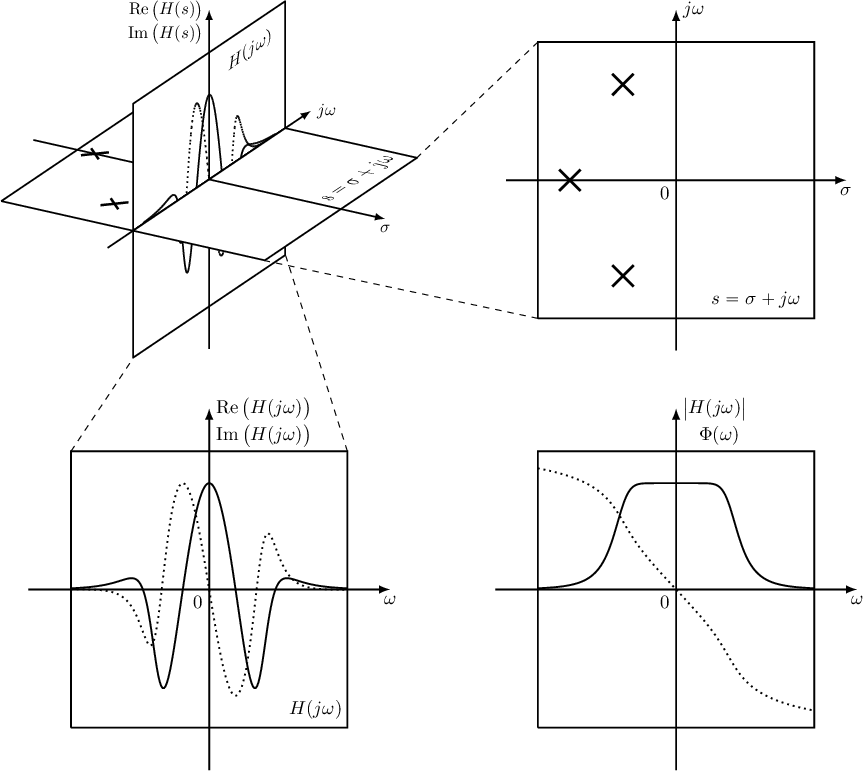 Re (H(s))
Im (H(s))
H(jω)
jω
s = σ + jω
σ
jω
σ
0
s = σ + jω
Re (H(jω))
Im (H(jω))
0
ω
H(jω)
|H(jω)|
Φ(ω)
0
ω